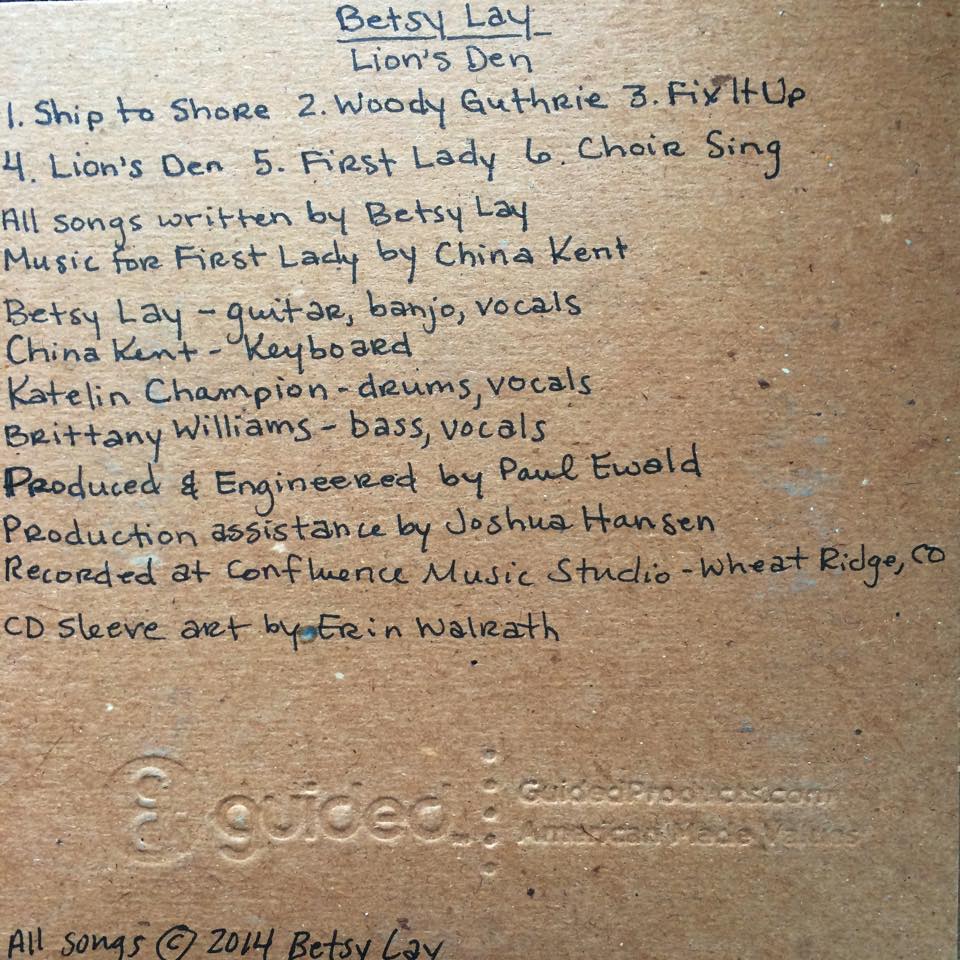 Betsy Lay
Lion's Den
1. Ship to Shore 2. Woody Guthrie 3. Fix It Up
4. Lion's Den 5. First Lady 6. Choir Sing
All songs written by Betsy Lay
Music for First Lady by China Kent
Betsy Lay - guitar, banjo, vocals
China Kent - Keyboard
Katelin Champion - drums, vocals
Brittany Williams - bass, vocals
Produced & Engineered by Paul Ewald
Production assistance by Joshua Hansen
Recorded at Confluence Music Studio - Wheat Ridge, CO
CD Sleeve art by Erin Walrath
guided
GuidedProducts.com
American Made Values
All songs © 2014 Betsy Lay